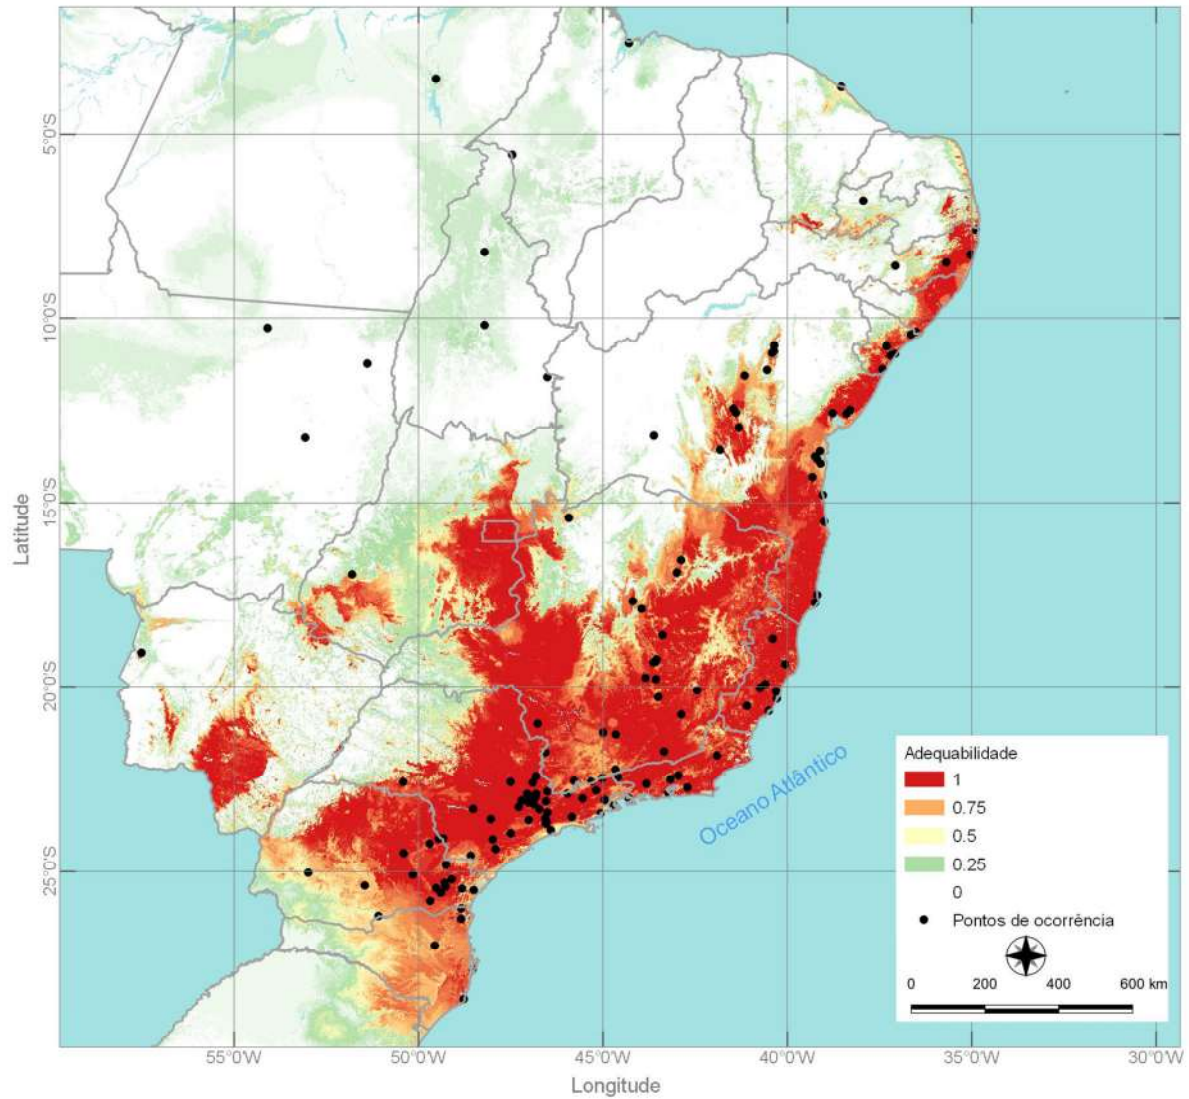 Latitude
5°0'S
10°0'S
15°0'S
20°0'S
25°0'S
Oceano Atlântico
Adequabilidade
1
0.75
0.5
0.25
0
Pontos de ocorrência
0 200 400 600 km
55°0'W 50°0'W 45°0'W 40°0'W 35°0'W 30°0'W
Longitude